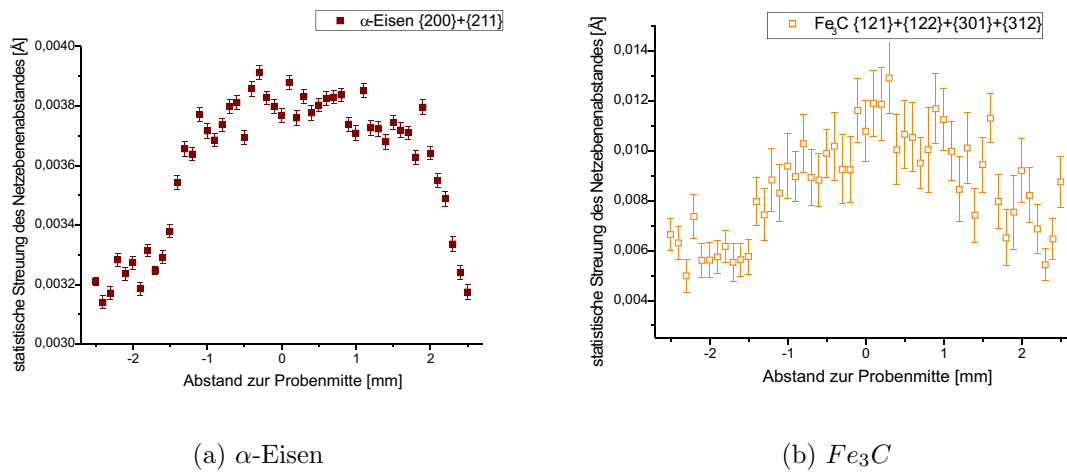 α-Eisen {200}+{211}
0,0040
0,0038
0,0036
0,0034
0,0032
0,0030
statistische Streuung des Netzebenenabstandes [Å]
-2 -1 0 1 2
Abstand zur Probenmitte [mm]
(a) α-Eisen
Fe₃C {121}+{122}+{301}+{312}
0,014
0,012
0,010
0,008
0,006
0,004
statistische Streuung des Netzebenenabstandes [Å]
-2 -1 0 1 2
Abstand zur Probenmitte [mm]
(b) Fe₃C